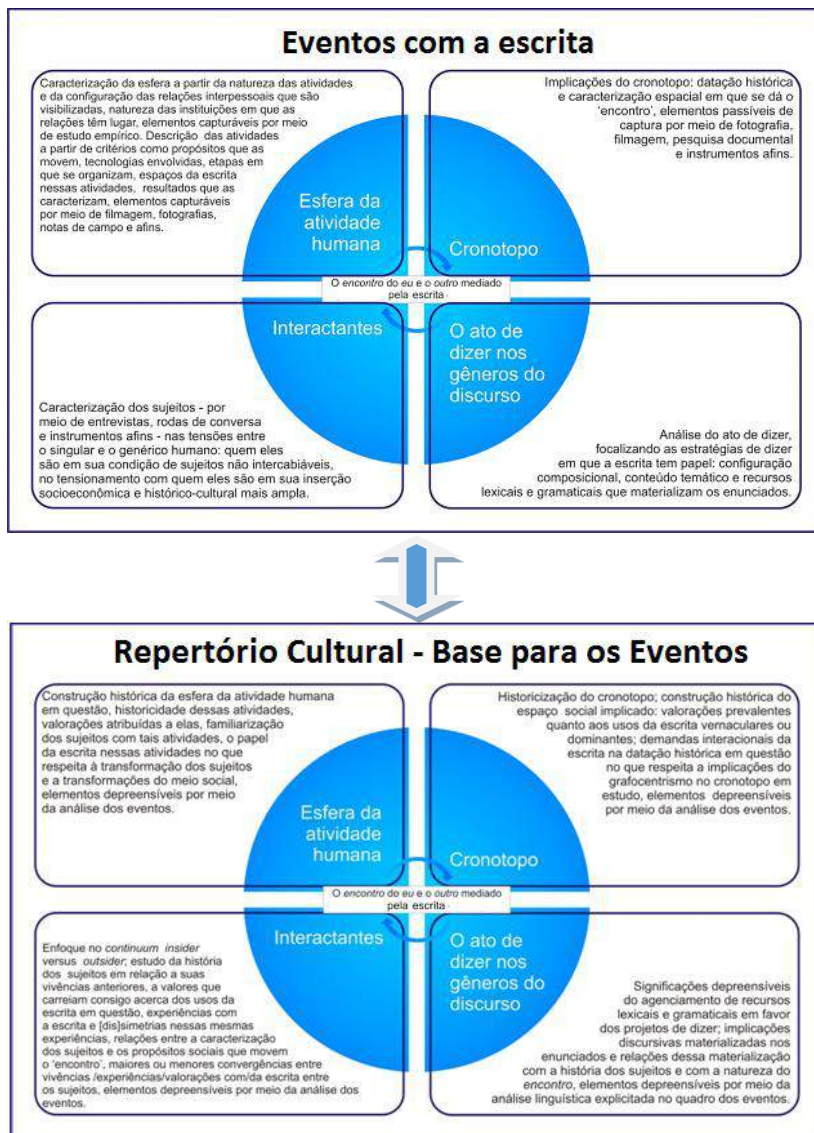 Eventos com a escrita
Caracterização da esfera a partir da natureza das atividades
e da configuração das relações interpessoais que são
visibilizadas, natureza das instituições em que as
relações têm lugar, elementos capturáveis por meio
de estudo empírico. Descrição das atividades
a partir de critérios como propósitos que as
movem, tecnologias envolvidas, etapas em
que se organizam, espaços da escrita
nessas atividades, resultados que as
caracterizam, elementos capturáveis
por meio de filmagem, fotografias,
notas de campo e afins.
Esfera da
atividade
humana
Implicações do cronotopo: datação histórica
e caracterização espacial em que se dá o
'encontro', elementos passíveis de
captura por meio de fotografia,
filmagem, pesquisa documental
e instrumentos afins.
Cronotopo
O encontro do eu e o outro mediado
pela escrita
Interactantes
Caracterização dos sujeitos - por
meio de entrevistas, rodas de conversa
e instrumentos afins - nas tensões entre
o singular e o genérico humano: quem eles
são em sua condição de sujeitos não intercabiáveis,
no tensionamento com quem eles são em sua inserção
socioeconômica e histórico-cultural mais ampla.
O ato de
dizer nos
gêneros do
discurso
Análise do ato de dizer,
focalizando as estratégias de dizer
em que a escrita tem papel: configuração
composicional, conteúdo temático e recursos
lexicais e gramaticais que materializam os enunciados.
Repertório Cultural - Base para os Eventos
Construção histórica da esfera da atividade humana
em questão, historicidade dessas atividades,
valorações atribuídas a elas, familiarização
dos sujeitos com tais atividades, o papel
da escrita nessas atividades no que
respeita à transformação dos sujeitos
e a transformações do meio social,
elementos depreensíveis por meio
da análise dos eventos.
Esfera da
atividade
humana
Historicização do cronotopo; construção histórica do
espaço social implicado: valorações prevalentes
quanto aos usos da escrita vernaculares ou
dominantes; demandas interacionais da
escrita na datação histórica em questão
no que respeita a implicações do
grafocentrismo no cronotopo em
estudo, elementos depreensíveis
por meio da análise dos eventos.
Cronotopo
O encontro do eu e o outro mediado
pela escrita
Interactantes
Enfoque no continuum insider
versus outsider; estudo da história
dos sujeitos em relação a suas
vivências anteriores, a valores que
carreiam consigo acerca dos usos da
escrita em questão, experiências com
a escrita e [dis]simetrias nessas mesmas
experiências, relações entre a caracterização
dos sujeitos e os propósitos sociais que movem
o 'encontro', maiores ou menores convergências entre
vivências /experiências/valorações com/da escrita entre
os sujeitos, elementos depreensíveis por meio da análise dos
eventos.
O ato de
dizer nos
gêneros do
discurso
Significações depreensíveis
do agenciamento de recursos
lexicais e gramaticais em favor
dos projetos de dizer; implicações
discursivas materializadas nos
enunciados e relações dessa materialização
com a história dos sujeitos e com a natureza do
encontro, elementos depreensíveis por meio da
análise linguística explicitada no quadro dos eventos.